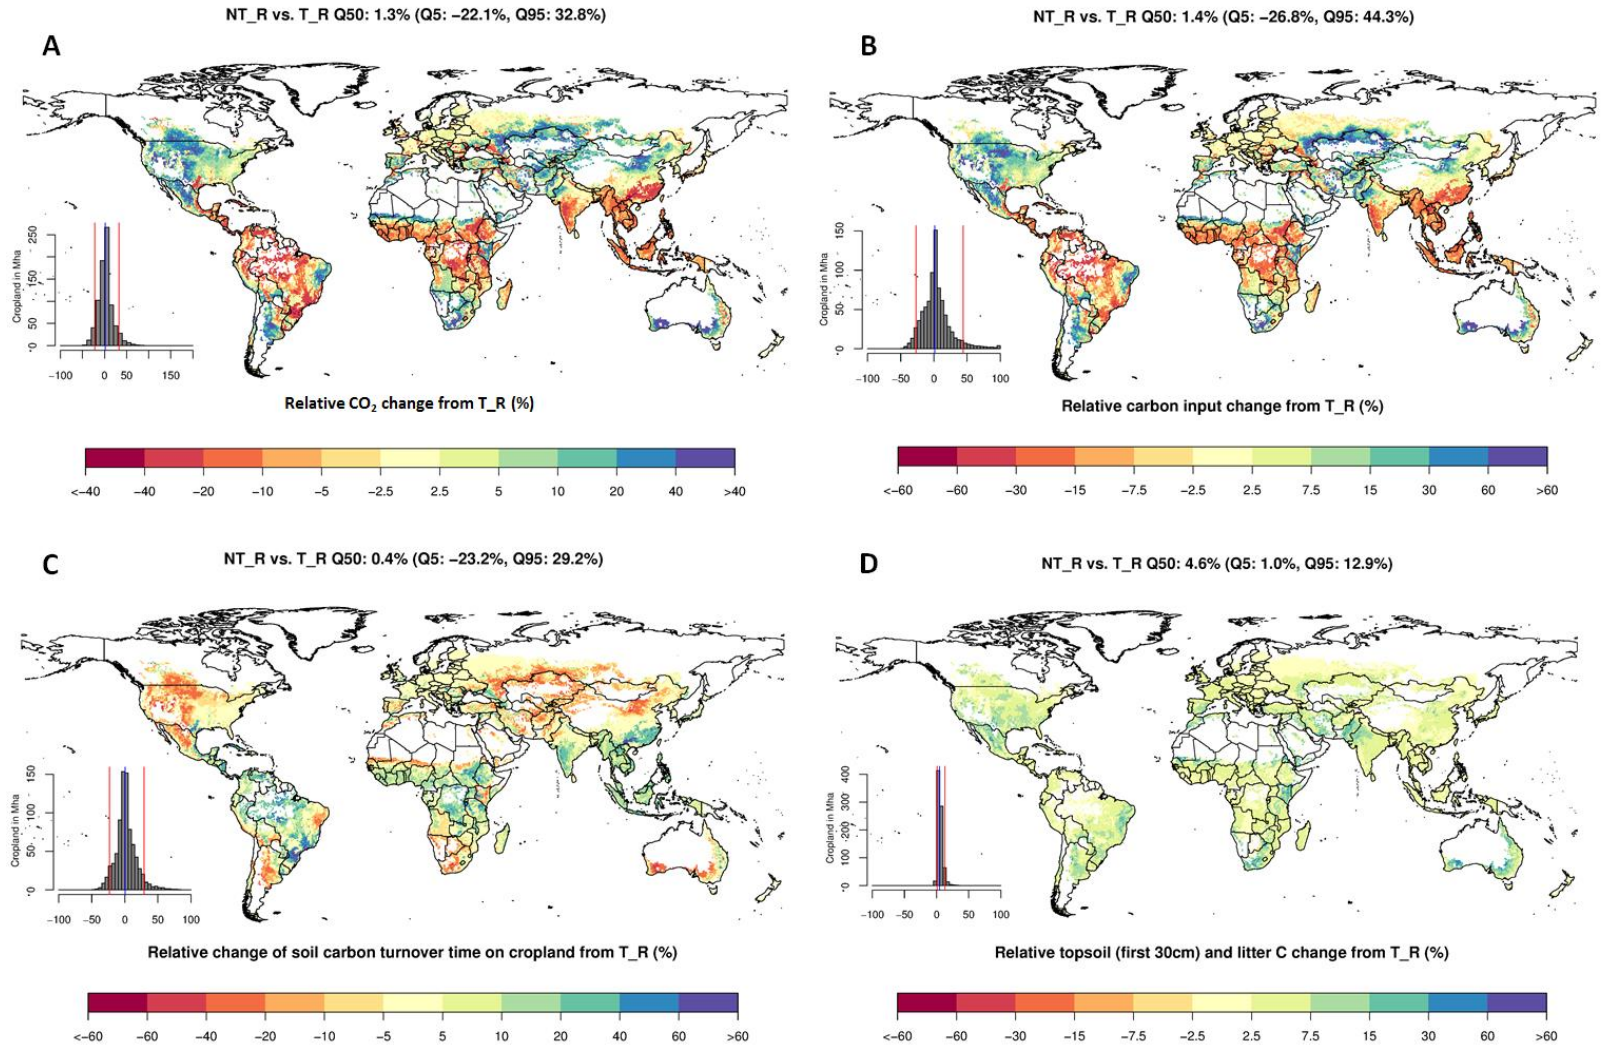 NT_R vs. T_R Q50: 1.3% (Q5: −22.1%, Q95: 32.8%)
A
Cropland in Mha
250
150
50
0
−100 0 50 150
Relative CO₂ change from T_R (%)
<−40 −40 −20 −10 −5 −2.5 2.5 5 10 20 40 >40
NT_R vs. T_R Q50: 1.4% (Q5: −26.8%, Q95: 44.3%)
B
Cropland in Mha
150
100
50
0
−100 −50 0 50 100
Relative carbon input change from T_R (%)
<−60 −60 −30 −15 −7.5 −2.5 2.5 7.5 15 30 60 >60
NT_R vs. T_R Q50: 0.4% (Q5: −23.2%, Q95: 29.2%)
C
Cropland in Mha
150
100
50
0
−100 −50 0 50 100
Relative change of soil carbon turnover time on cropland from T_R (%)
<−60 −60 −40 −20 −10 −5 5 10 20 40 60 >60
NT_R vs. T_R Q50: 4.6% (Q5: 1.0%, Q95: 12.9%)
D
Cropland in Mha
400
300
200
100
0
−100 −50 0 50 100
Relative topsoil (first 30cm) and litter C change from T_R (%)
<−60 −60 −30 −15 −7.5 −2.5 2.5 7.5 15 30 60 >60